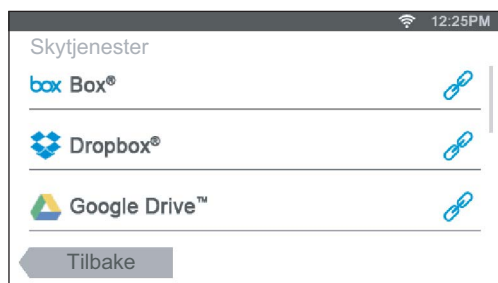 12:25PM
Skytjenester
box Box®
Dropbox®
Google Drive™
Tilbake